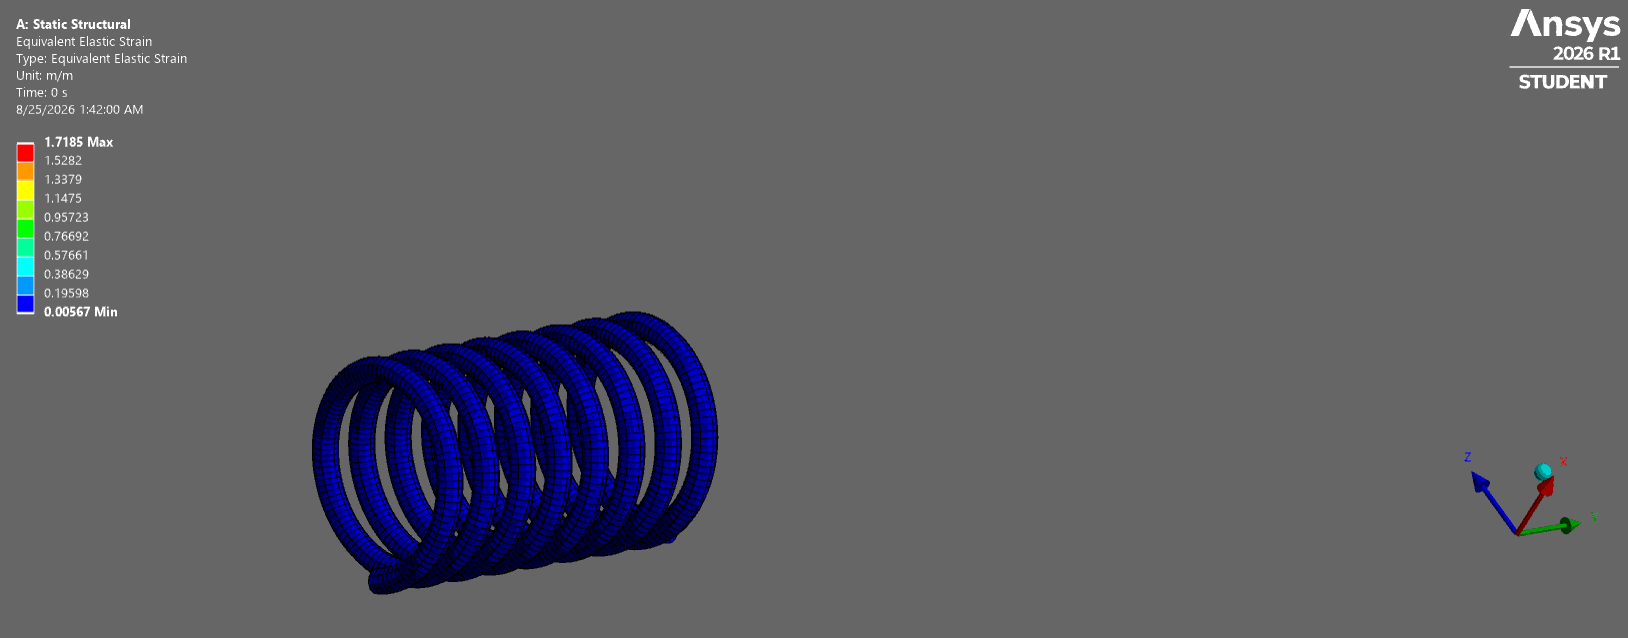 A: Static Structural
Equivalent Elastic Strain
Type: Equivalent Elastic Strain
Unit: m/m
Time: 0 s
8/25/2026 1:42:00 AM
1.7185 Max
1.5282
1.3379
1.1475
0.95723
0.76692
0.57661
0.38629
0.19598
0.00567 Min
Ansys
2026 R1
STUDENT
Z
X
Y